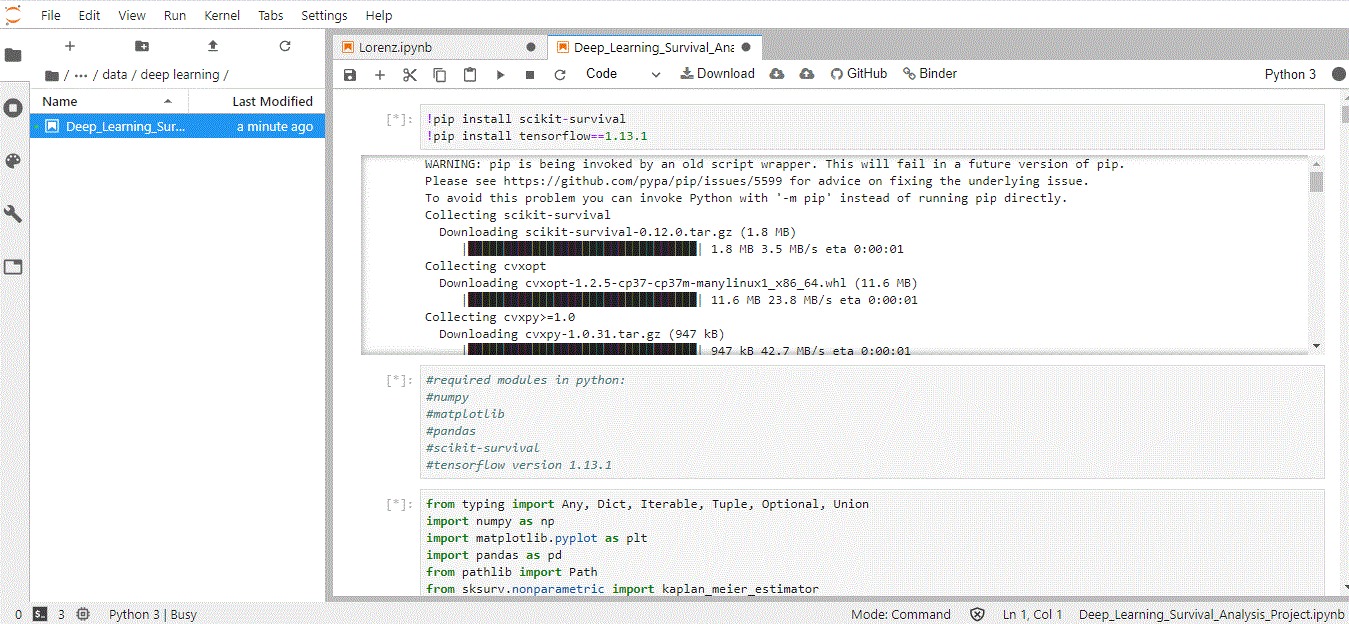 File Edit View Run Kernel Tabs Settings Help
/ ··· / data / deep learning /
Name Last Modified
Deep_Learning_Sur... a minute ago
Lorenz.ipynb Deep_Learning_Survival_Ana
Code Download GitHub Binder Python 3
[*]: !pip install scikit-survival
!pip install tensorflow==1.13.1
WARNING: pip is being invoked by an old script wrapper. This will fail in a future version of pip.
Please see https://github.com/pypa/pip/issues/5599 for advice on fixing the underlying issue.
To avoid this problem you can invoke Python with '-m pip' instead of running pip directly.
Collecting scikit-survival
Downloading scikit-survival-0.12.0.tar.gz (1.8 MB)
|████████████████████████████████| 1.8 MB 3.5 MB/s eta 0:00:01
Collecting cvxopt
Downloading cvxopt-1.2.5-cp37-cp37m-manylinux1_x86_64.whl (11.6 MB)
|████████████████████████████████| 11.6 MB 23.8 MB/s eta 0:00:01
Collecting cvxpy>=1.0
Downloading cvxpy-1.0.31.tar.gz (947 kB)
|████████████████████████████████| 947 kB 42.7 MB/s eta 0:00:01
[*]: #required modules in python:
#numpy
#matplotlib
#pandas
#scikit-survival
#tensorflow version 1.13.1
[*]: from typing import Any, Dict, Iterable, Tuple, Optional, Union
import numpy as np
import matplotlib.pyplot as plt
import pandas as pd
from pathlib import Path
from sksurv.nonparametric import kaplan_meier_estimator
0 $_ 3 Python 3 | Busy Mode: Command Ln 1, Col 1 Deep_Learning_Survival_Analysis_Project.ipynb